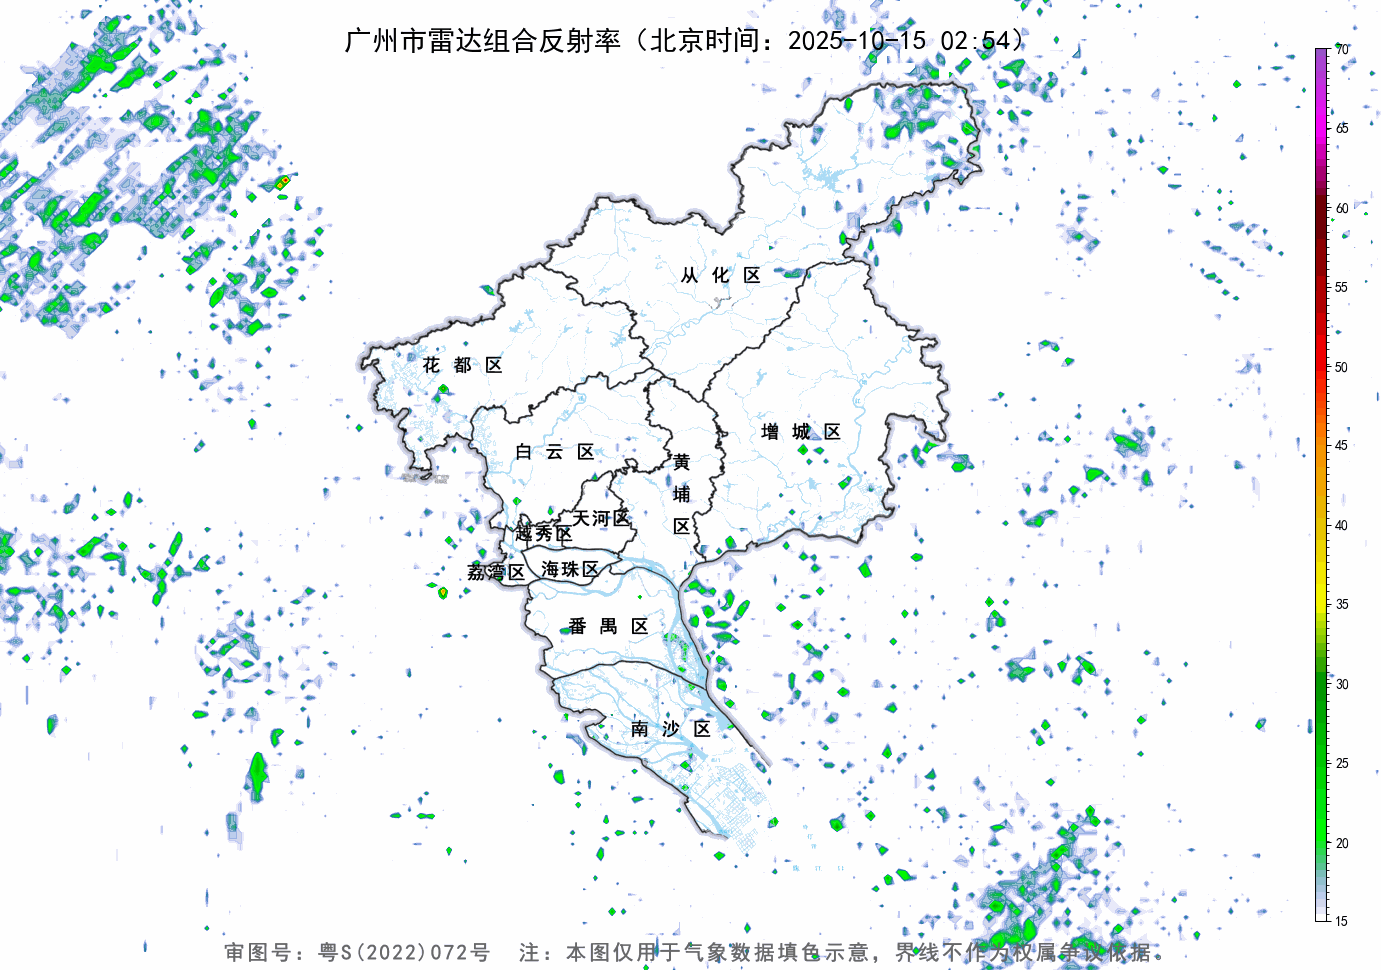 广州市雷达组合反射率（北京时间：2025-10-15 02:54）
70
65
60
55
50
45
40
35
30
25
20
15
从化区
花都区
增城区
白云区
黄埔区
天河区
越秀区
海珠区
荔湾区
番禺区
南沙区
审图号：粤S(2022)072号 注：本图仅用于气象数据填色示意，界线不作为权属争议依据。